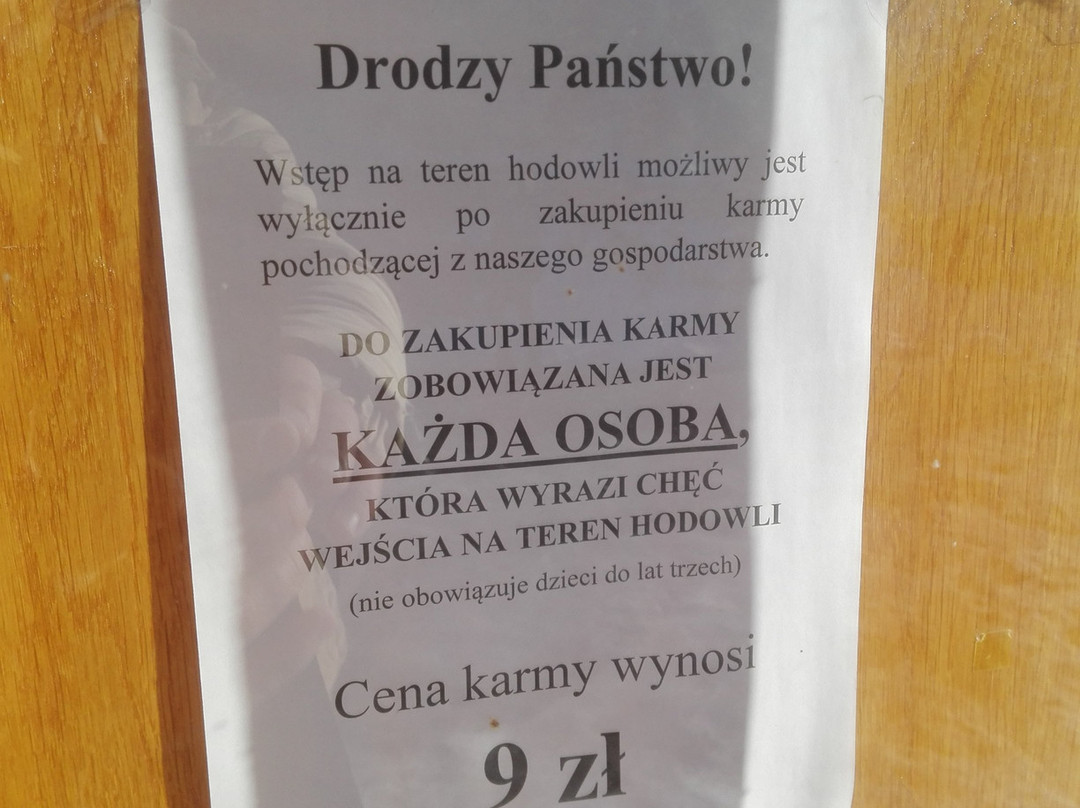 Drodzy Państwo!
Wstęp na teren hodowli możliwy jest
wyłącznie po zakupieniu karmy
pochodzącej z naszego gospodarstwa.
DO ZAKUPIENIA KARMY
ZOBOWIĄZANA JEST
KAŻDA OSOBA,
KTÓRA WYRAZI CHĘĆ
WEJŚCIA NA TEREN HODOWLI
(nie obowiązuje dzieci do lat trzech)
Cena karmy wynosi
9 zł